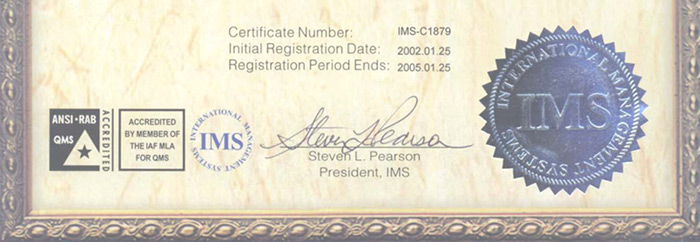 Certificate Number: IMS-C1879
Initial Registration Date: 2002.01.25
Registration Period Ends: 2005.01.25
ANSI·RAB
QMS
ACCREDITED
ACCREDITED
BY MEMBER OF
THE IAF MLA
FOR QMS
INTERNATIONAL MANAGEMENT SYSTEMS
IMS
Steven L Pearson
Steven L. Pearson
President, IMS
INTERNATIONAL MANAGEMENT SYSTEMS
IMS